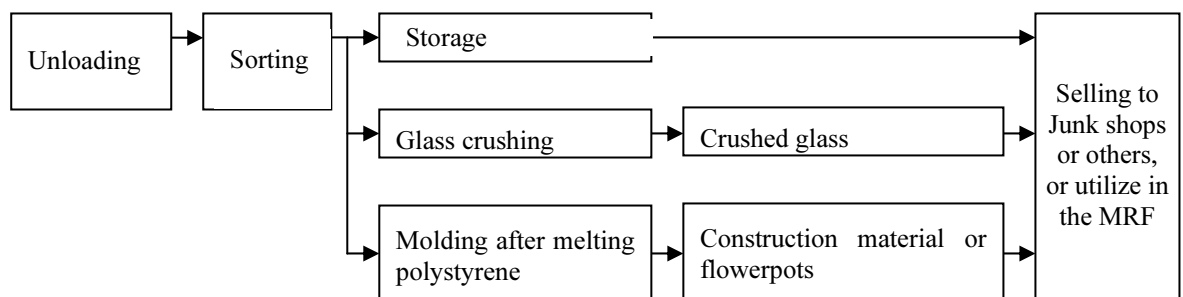 Unloading
Sorting
Storage
Glass crushing
Crushed glass
Molding after melting
polystyrene
Construction material or
flowerpots
Selling to
Junk shops
or others,
or utilize in
the MRF